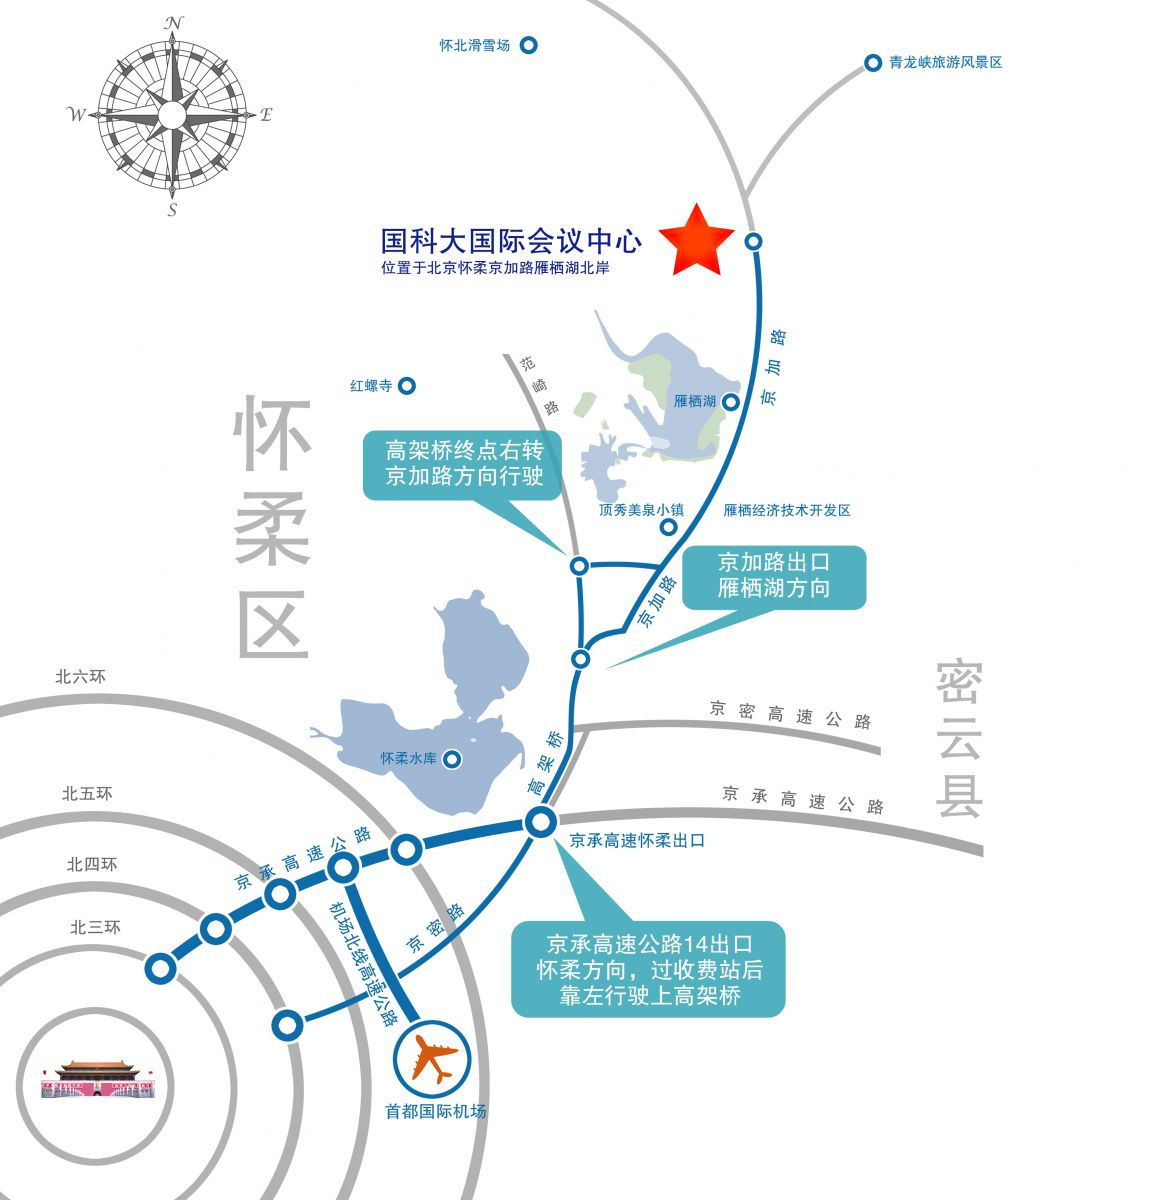 N
W
E
S
怀北滑雪场
青龙峡旅游风景区
国科大国际会议中心
位置于北京怀柔京加路雁栖湖北岸
京加路
范崎路
红螺寺
雁栖湖
怀柔区
高架桥终点右转
京加路方向行驶
顶秀美泉小镇
雁栖经济技术开发区
京加路出口
雁栖湖方向
京加路
北六环
密云县
京密高速公路
怀柔水库
高架桥
北五环
京承高速公路
京承高速公路
京承高速怀柔出口
北四环
机场北线高速公路
京密路
北三环
京承高速公路14出口
怀柔方向，过收费站后
靠左行驶上高架桥
首都国际机场